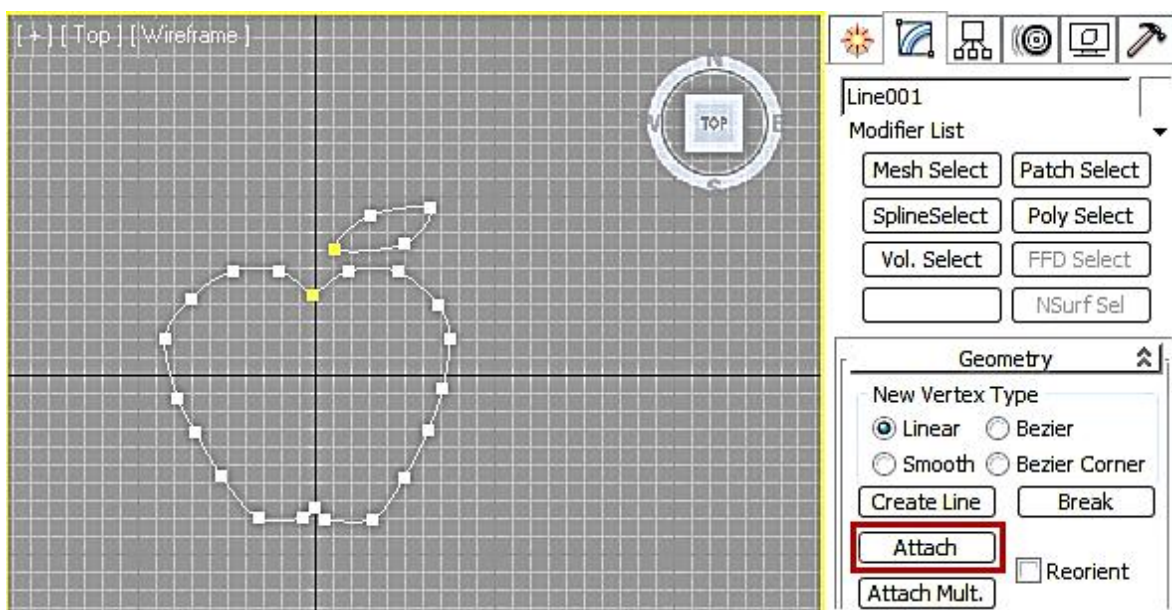 [ + ] [ Top ] [ Wireframe ]
N
TOP
E
S
Line001
Modifier List
Mesh Select
Patch Select
SplineSelect
Poly Select
Vol. Select
FFD Select
NSurf Sel
Geometry
New Vertex Type
Linear
Bezier
Smooth
Bezier Corner
Create Line
Break
Attach
Reorient
Attach Mult.